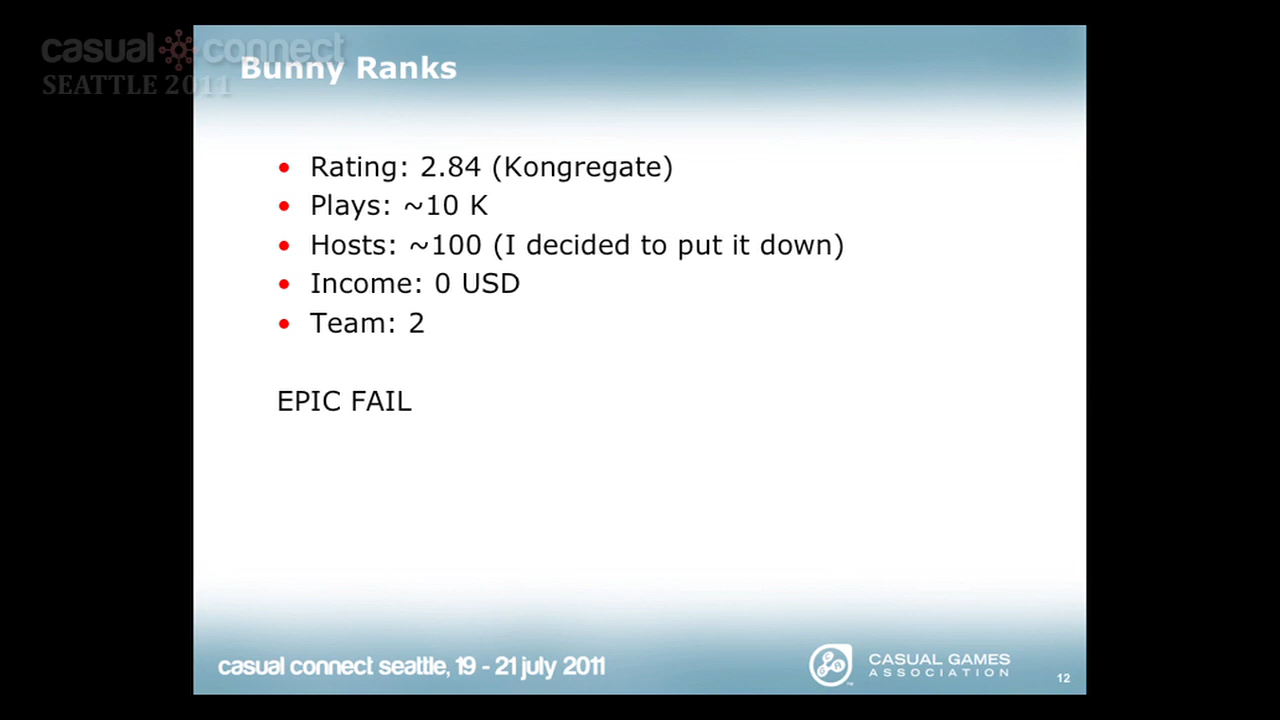 casual connect
SEATTLE 2011
Bunny Ranks
• Rating: 2.84 (Kongregate)
• Plays: ~10 K
• Hosts: ~100 (I decided to put it down)
• Income: 0 USD
• Team: 2
EPIC FAIL
casual connect seattle, 19 - 21 july 2011
CASUAL GAMES
ASSOCIATION
12